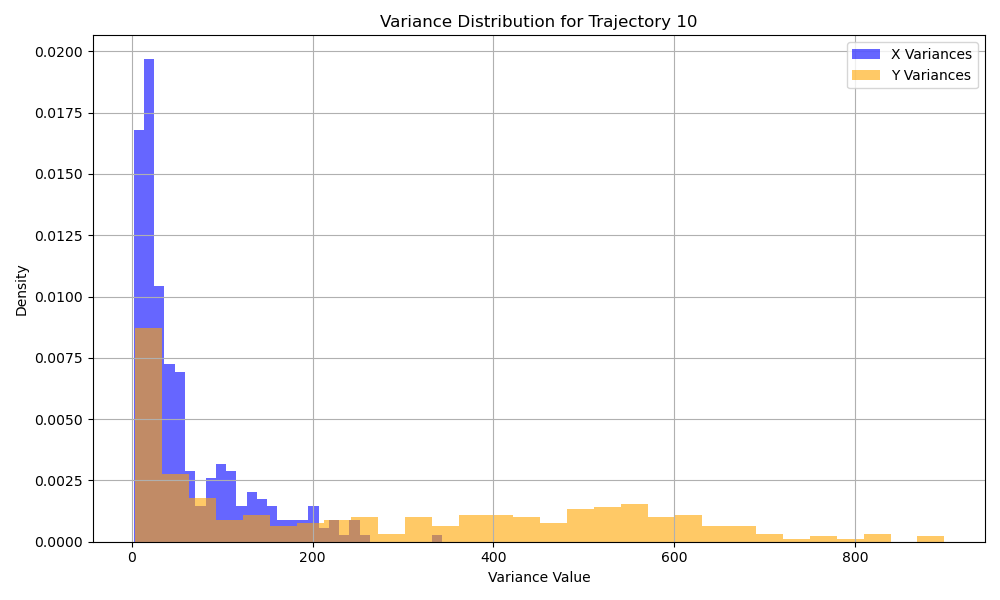 Variance Distribution for Trajectory 10
X Variances
Y Variances
0.0200
0.0175
0.0150
0.0125
0.0100
0.0075
0.0050
0.0025
0.0000
Density
0 200 400 600 800
Variance Value